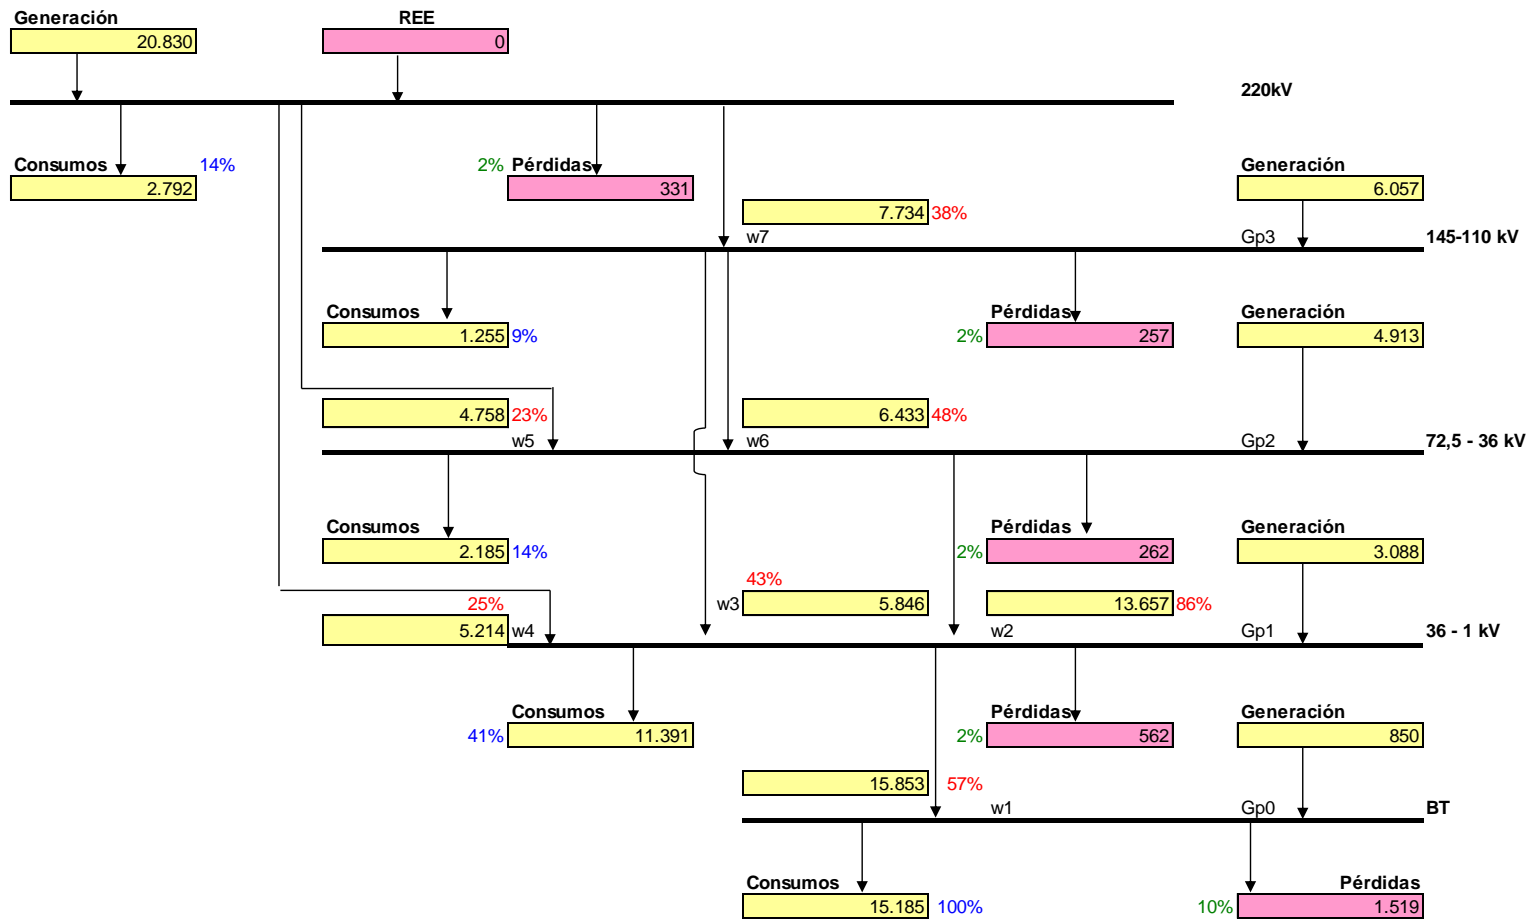 Generación REE
20.830 0
220kV
Consumos 14% 2% Pérdidas Generación
2.792 331 6.057
7.734 38%
w7 Gp3 145-110 kV
Consumos Pérdidas Generación
1.255 9% 2% 257 4.913
4.758 23% 6.433 48%
w5 w6 Gp2 72,5 - 36 kV
Consumos Pérdidas Generación
2.185 14% 2% 262 3.088
43%
25% w3 5.846 13.657 86%
5.214 w4 w2 Gp1 36 - 1 kV
Consumos Pérdidas Generación
41% 11.391 2% 562 850
15.853 57%
w1 Gp0 BT
Consumos Pérdidas
15.185 100% 10% 1.519